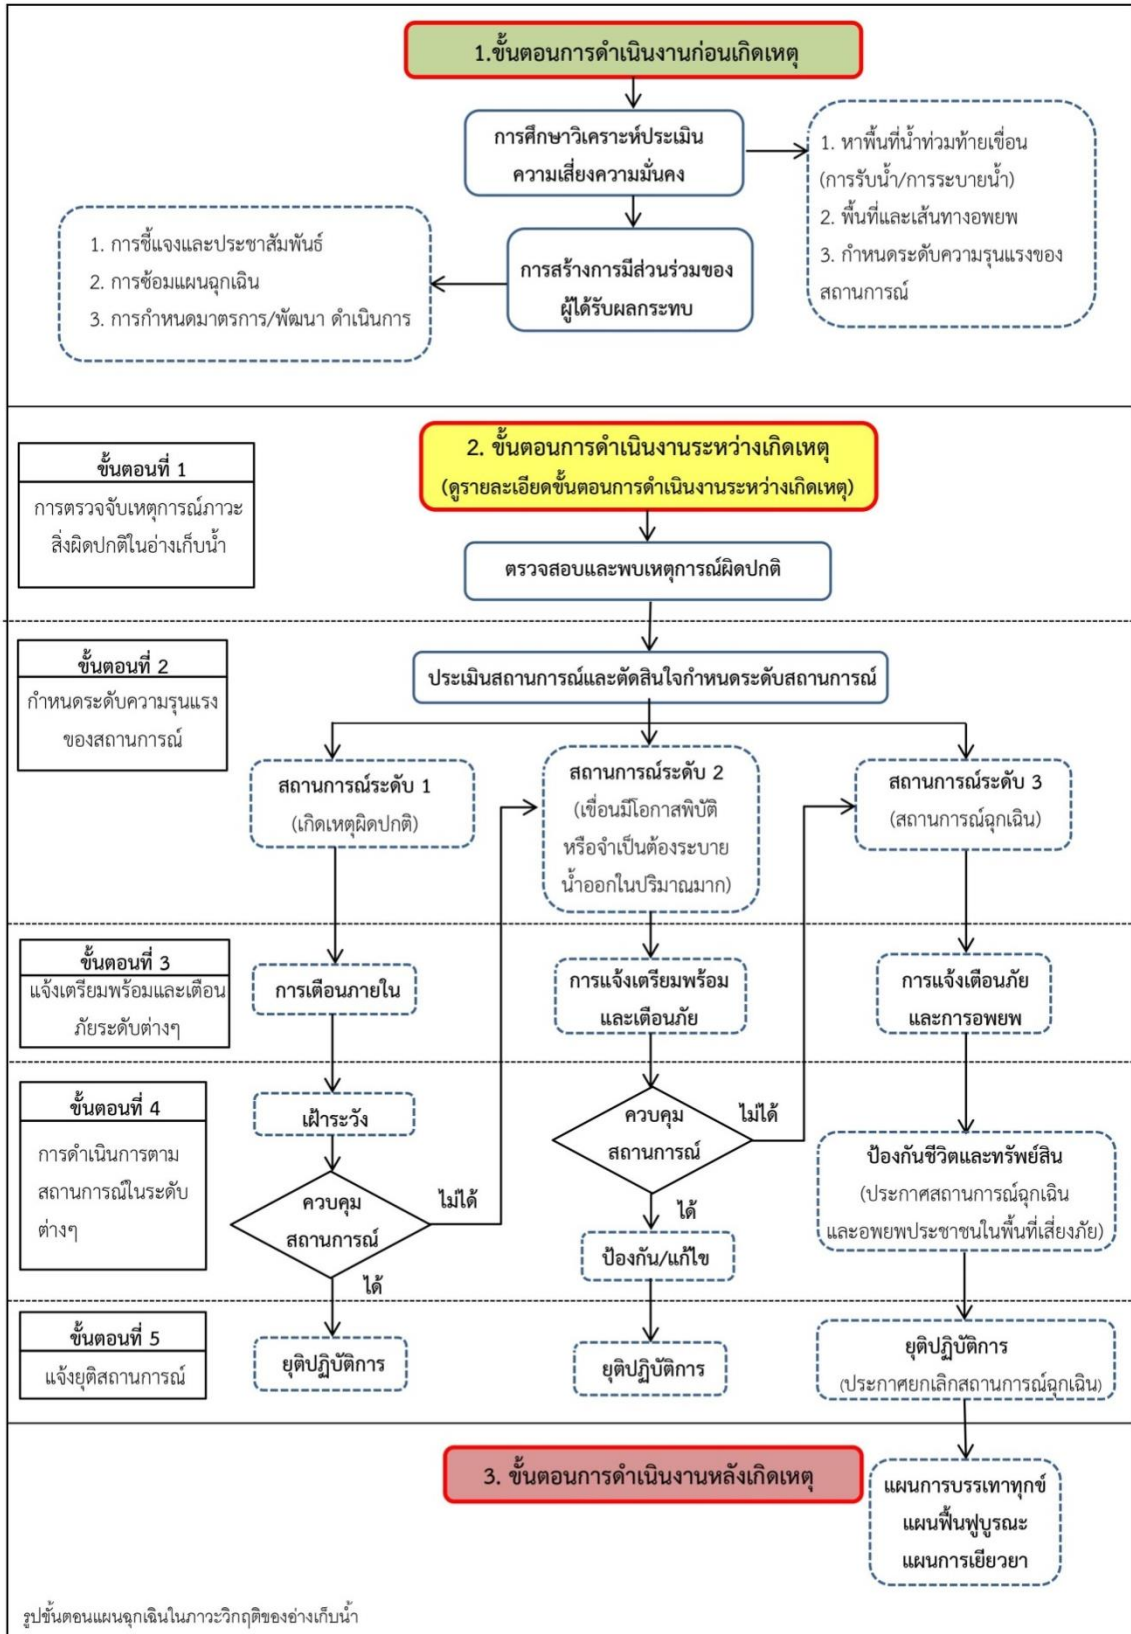 1.ขั้นตอนการดำเนินงานก่อนเกิดเหตุ
การศึกษาวิเคราะห์ประเมิน
ความเสี่ยงความมั่นคง
1. หาพื้นที่น้ำท่วมท้ายเขื่อน
(การรับน้ำ/การระบายน้ำ)
2. พื้นที่และเส้นทางอพยพ
3. กำหนดระดับความรุนแรงของ
สถานการณ์
การสร้างการมีส่วนร่วมของ
ผู้ได้รับผลกระทบ
1. การชี้แจงและประชาสัมพันธ์
2. การซ้อมแผนฉุกเฉิน
3. การกำหนดมาตรการ/พัฒนา ดำเนินการ
2. ขั้นตอนการดำเนินงานระหว่างเกิดเหตุ
(ดูรายละเอียดขั้นตอนการดำเนินงานระหว่างเกิดเหตุ)
ขั้นตอนที่ 1
การตรวจจับเหตุการณ์ภาวะ
สิ่งผิดปกติในอ่างเก็บน้ำ
ตรวจสอบและพบเหตุการณ์ผิดปกติ
ขั้นตอนที่ 2
กำหนดระดับความรุนแรง
ของสถานการณ์
ประเมินสถานการณ์และตัดสินใจกำหนดระดับสถานการณ์
สถานการณ์ระดับ 1
(เกิดเหตุผิดปกติ)
สถานการณ์ระดับ 2
(เขื่อนมีโอกาสพิบัติ
หรือจำเป็นต้องระบาย
น้ำออกในปริมาณมาก)
สถานการณ์ระดับ 3
(สถานการณ์ฉุกเฉิน)
ขั้นตอนที่ 3
แจ้งเตรียมพร้อมและเตือน
ภัยระดับต่างๆ
การเตือนภายใน
การแจ้งเตรียมพร้อม
และเตือนภัย
การแจ้งเตือนภัย
และการอพยพ
ขั้นตอนที่ 4
การดำเนินการตาม
สถานการณ์ในระดับ
ต่างๆ
เฝ้าระวัง
ควบคุม
สถานการณ์
ไม่ได้
ได้
ควบคุม
สถานการณ์
ไม่ได้
ได้
ป้องกัน/แก้ไข
ป้องกันชีวิตและทรัพย์สิน
(ประกาศสถานการณ์ฉุกเฉิน
และอพยพประชาชนในพื้นที่เสี่ยงภัย)
ขั้นตอนที่ 5
แจ้งยุติสถานการณ์
ยุติปฏิบัติการ
ยุติปฏิบัติการ
ยุติปฏิบัติการ
(ประกาศยกเลิกสถานการณ์ฉุกเฉิน)
3. ขั้นตอนการดำเนินงานหลังเกิดเหตุ
แผนการบรรเทาทุกข์
แผนฟื้นฟูบูรณะ
แผนการเยียวยา
รูปขั้นตอนแผนฉุกเฉินในภาวะวิกฤติของอ่างเก็บน้ำ